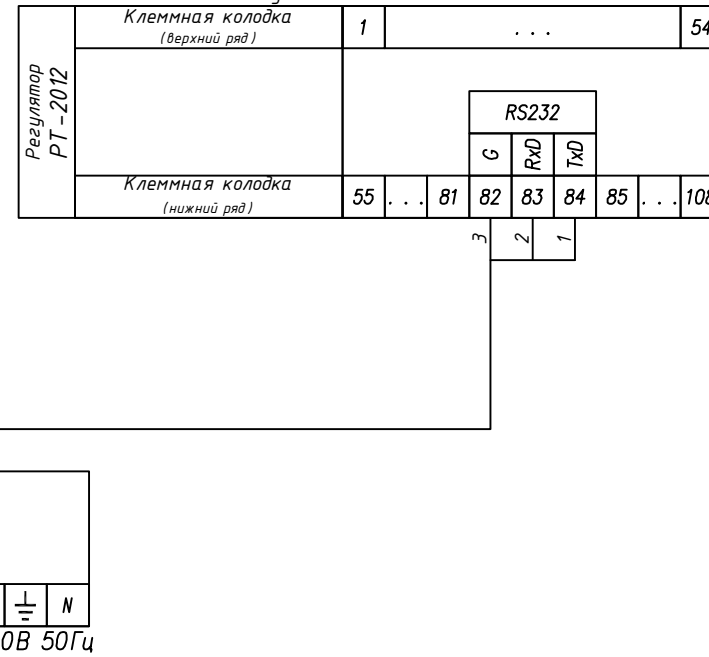 Клеммная колодка
(верхний ряд)
1 . . . 54
Регулятор
РТ-2012
RS232
G RxD TxD
Клеммная колодка
(нижний ряд)
55 . . . 81 82 83 84 85 . . . 108
3 2 1
N
0В 50Гц